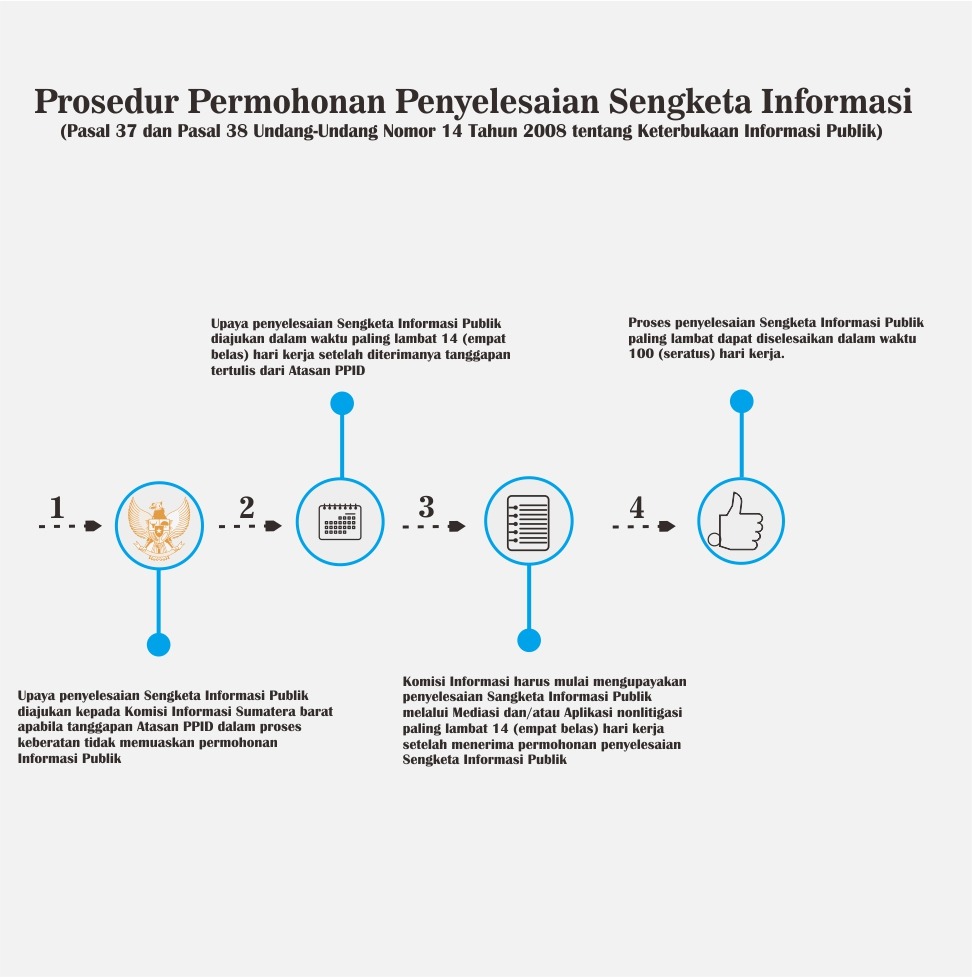 Prosedur Permohonan Penyelesaian Sengketa Informasi
(Pasal 37 dan Pasal 38 Undang-Undang Nomor 14 Tahun 2008 tentang Keterbukaan Informasi Publik)
1
Upaya penyelesaian Sengketa Informasi Publik
diajukan kepada Komisi Informasi Sumatera barat
apabila tanggapan Atasan PPID dalam proses
keberatan tidak memuaskan permohonan
Informasi Publik
2
Upaya penyelesaian Sengketa Informasi Publik
diajukan dalam waktu paling lambat 14 (empat
belas) hari kerja setelah diterimanya tanggapan
tertulis dari Atasan PPID
3
Komisi Informasi harus mulai mengupayakan
penyelesaian Sangketa Informasi Publik
melalui Mediasi dan/atau Aplikasi nonlitigasi
paling lambat 14 (empat belas) hari kerja
setelah menerima permohonan penyelesaian
Sengketa Informasi Publik
4
Proses penyelesaian Sengketa Informasi Publik
paling lambat dapat diselesaikan dalam waktu
100 (seratus) hari kerja.